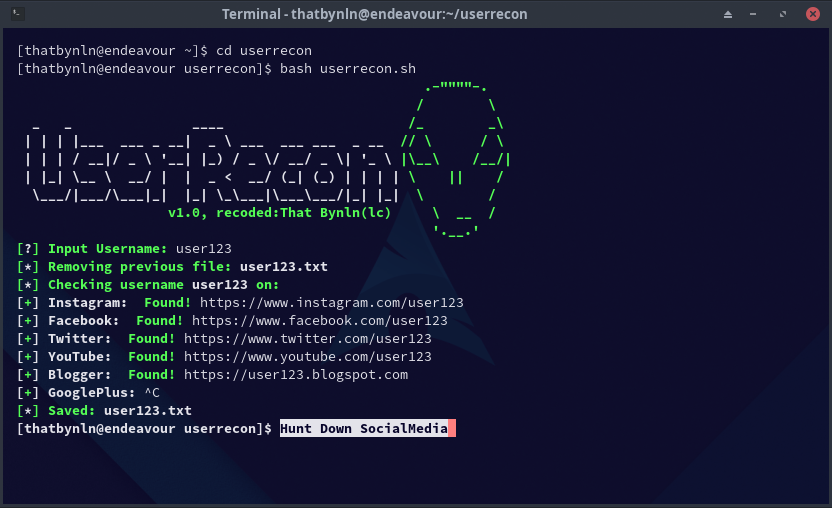 Terminal - thatbynln@endeavour:~/userrecon
[thatbynln@endeavour ~]$ cd userrecon
[thatbynln@endeavour userrecon]$ bash userrecon.sh
UserRecon
v1.0, recoded:That Bynln(lc)
[?] Input Username: user123
[*] Removing previous file: user123.txt
[*] Checking username user123 on:
[+] Instagram:  Found! https://www.instagram.com/user123
[+] Facebook:  Found! https://www.facebook.com/user123
[+] Twitter:  Found! https://www.twitter.com/user123
[+] YouTube:  Found! https://www.youtube.com/user123
[+] Blogger:  Found! https://user123.blogspot.com
[+] GooglePlus: ^C
[*] Saved: user123.txt
[thatbynln@endeavour userrecon]$ Hunt Down SocialMedia